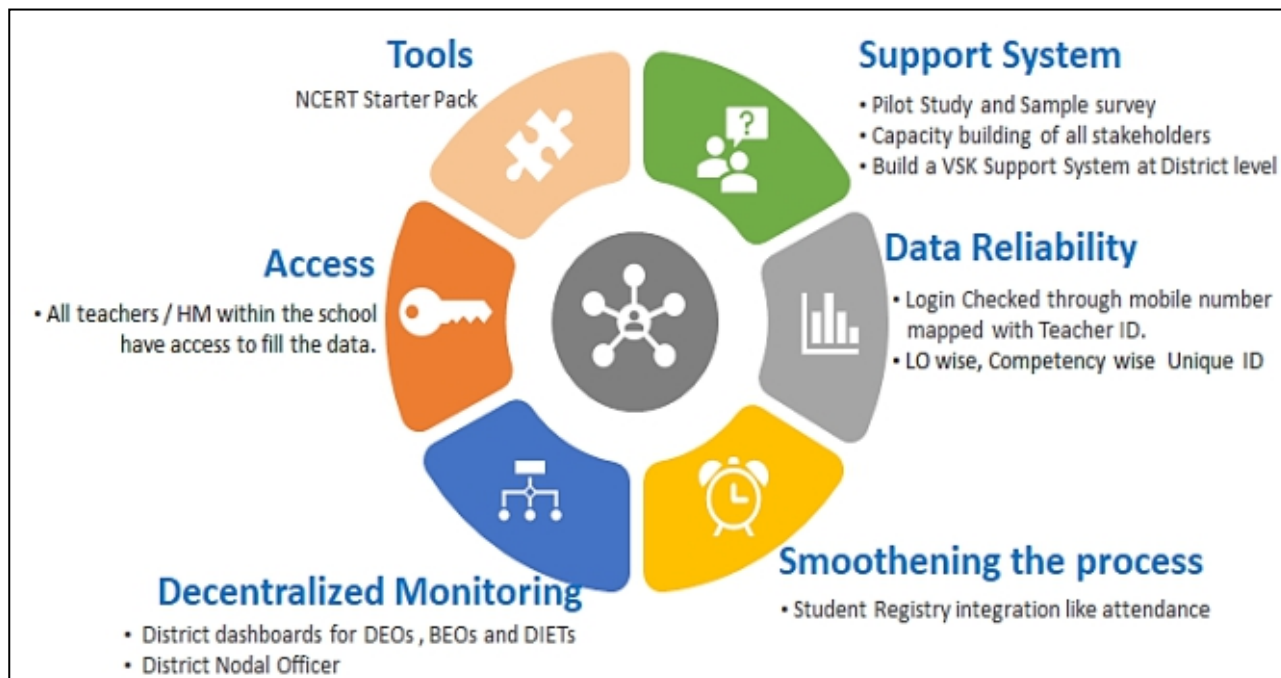 Tools
NCERT Starter Pack
Support System
• Pilot Study and Sample survey
• Capacity building of all stakeholders
• Build a VSK Support System at District level
?
Access
• All teachers / HM within the school
have access to fill the data.
Data Reliability
• Login Checked through mobile number
mapped with Teacher ID.
• LO wise, Competency wise Unique ID
Decentralized Monitoring
• District dashboards for DEOs , BEOs and DIETs
• District Nodal Officer
Smoothening the process
• Student Registry integration like attendance